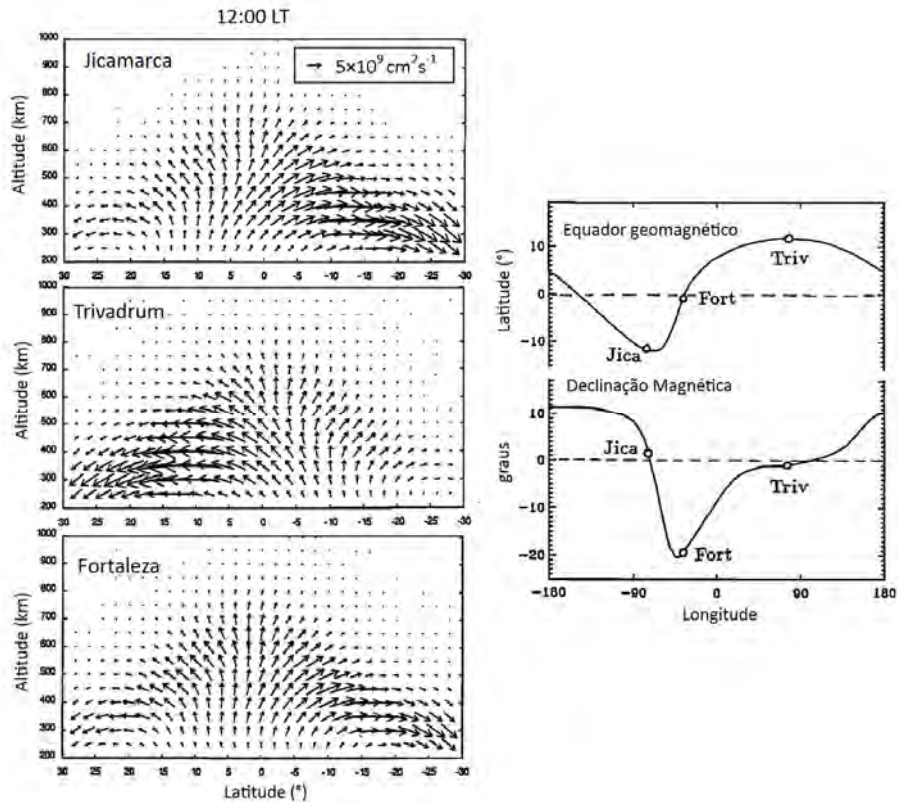 12:00 LT
Jicamarca
→ 5×10⁹ cm²s⁻¹
Altitude (km)
1000
900
800
700
600
500
400
300
200
30 25 20 15 10 5 0 -5 -10 -15 -20 -25 -30
Trivadrum
Altitude (km)
1000
900
800
700
600
500
400
300
200
30 25 20 15 10 5 0 -5 -10 -15 -20 -25 -30
Fortaleza
Altitude (km)
1000
900
800
700
600
500
400
300
200
30 25 20 15 10 5 0 -5 -10 -15 -20 -25 -30
Latitude (°)
Equador geomagnético
Latitude (°)
10
0
-10
Triv
Fort
Jica
Declinação Magnética
graus
10
0
-10
-20
Jica
Triv
Fort
-180 -90 0 90 180
Longitude